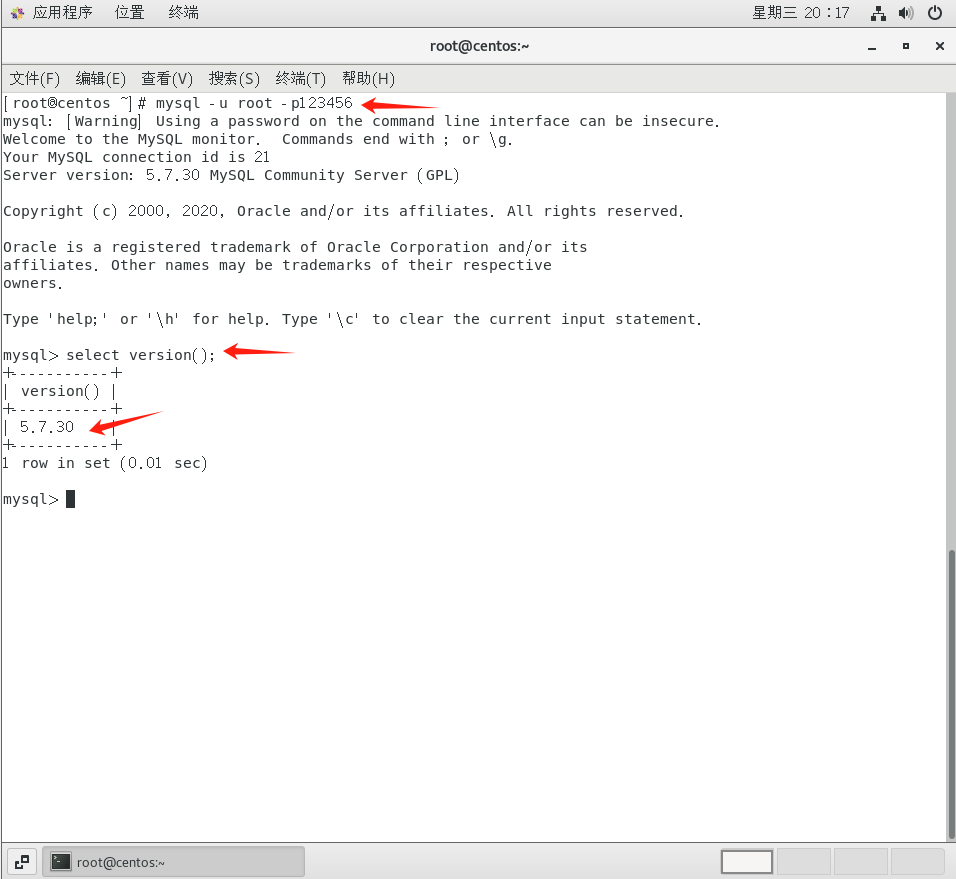 应用程序 位置 终端 星期三 20：17
root@centos:~
文件(F) 编辑(E) 查看(V) 搜索(S) 终端(T) 帮助(H)
[root@centos ~]# mysql -u root -p123456
mysql: [Warning] Using a password on the command line interface can be insecure.
Welcome to the MySQL monitor.  Commands end with ; or \g.
Your MySQL connection id is 21
Server version: 5.7.30 MySQL Community Server (GPL)
Copyright (c) 2000, 2020, Oracle and/or its affiliates. All rights reserved.
Oracle is a registered trademark of Oracle Corporation and/or its
affiliates. Other names may be trademarks of their respective
owners.
Type 'help;' or '\h' for help. Type '\c' to clear the current input statement.
mysql> select version();
+-----------+
| version() |
+-----------+
| 5.7.30    |
+-----------+
1 row in set (0.01 sec)
mysql>
root@centos:~